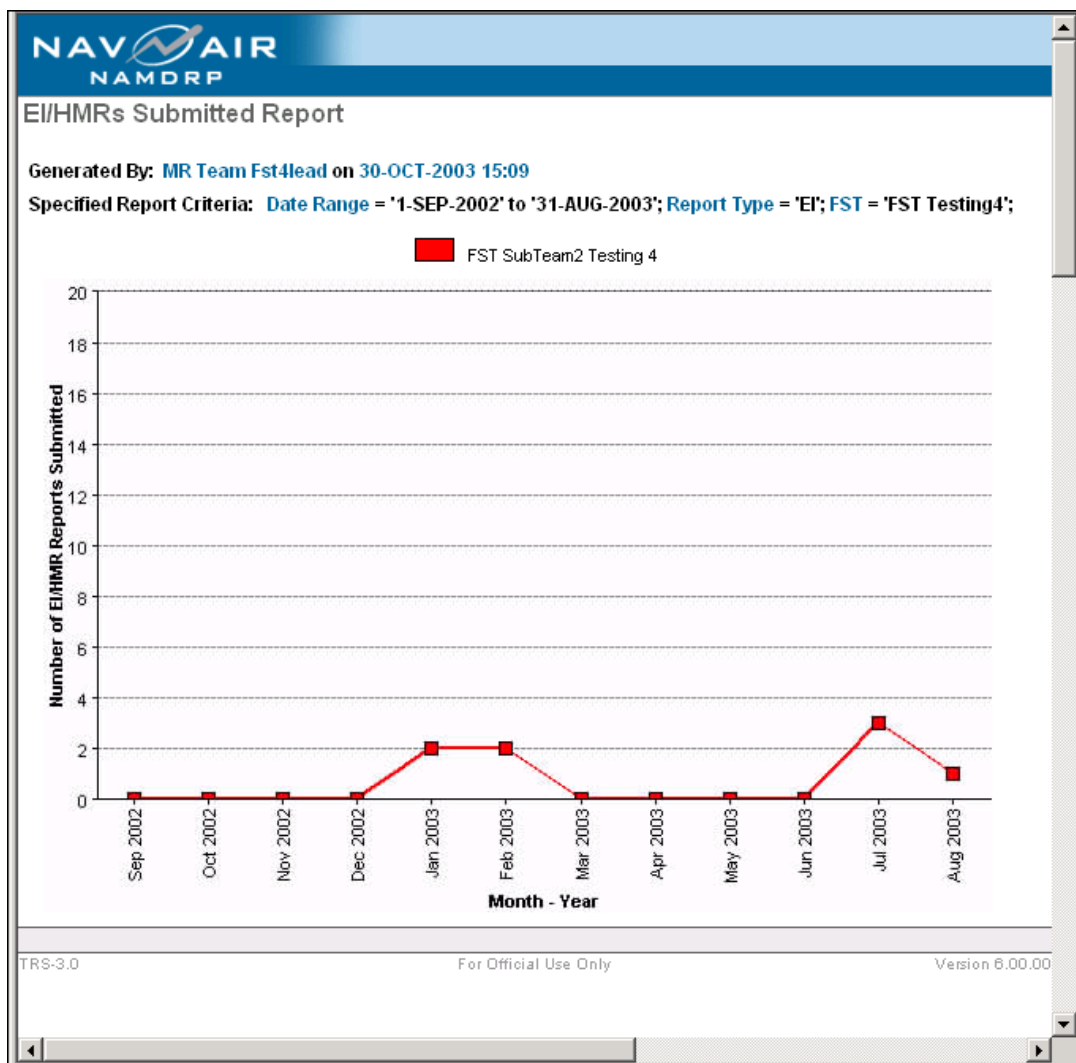 NAV AIR
NAMDRP
EI/HMRs Submitted Report
Generated By: MR Team Fst4lead on 30-OCT-2003 15:09
Specified Report Criteria: Date Range = '1-SEP-2002' to '31-AUG-2003'; Report Type = 'EI'; FST = 'FST Testing4';
FST SubTeam2 Testing 4
Number of EI/HMR Reports Submitted
20
18
16
14
12
10
8
6
4
2
0
Sep 2002
Oct 2002
Nov 2002
Dec 2002
Jan 2003
Feb 2003
Mar 2003
Apr 2003
May 2003
Jun 2003
Jul 2003
Aug 2003
Month - Year
TRS-3.0 For Official Use Only Version 6.00.00